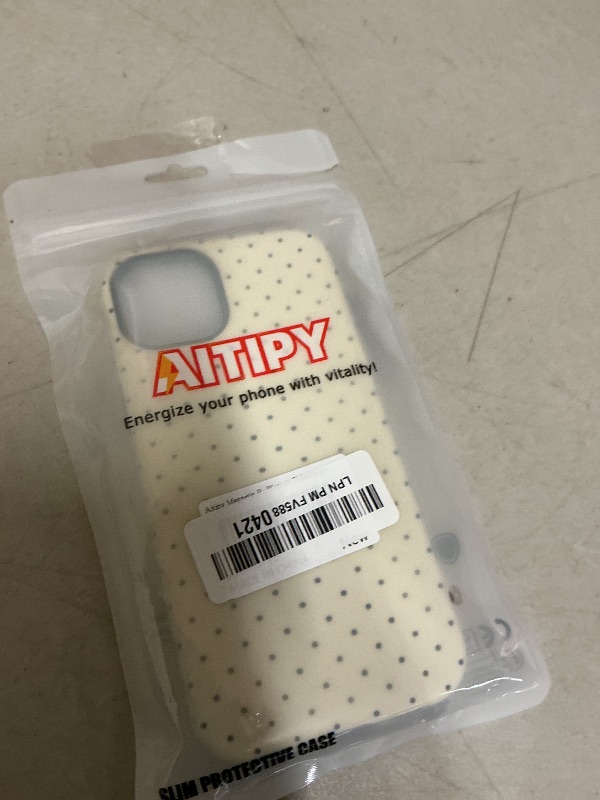 AITIPY
Energize your phone with vitality!
LPN PM FV588 0421
SLIM PROTECTIVE CASE